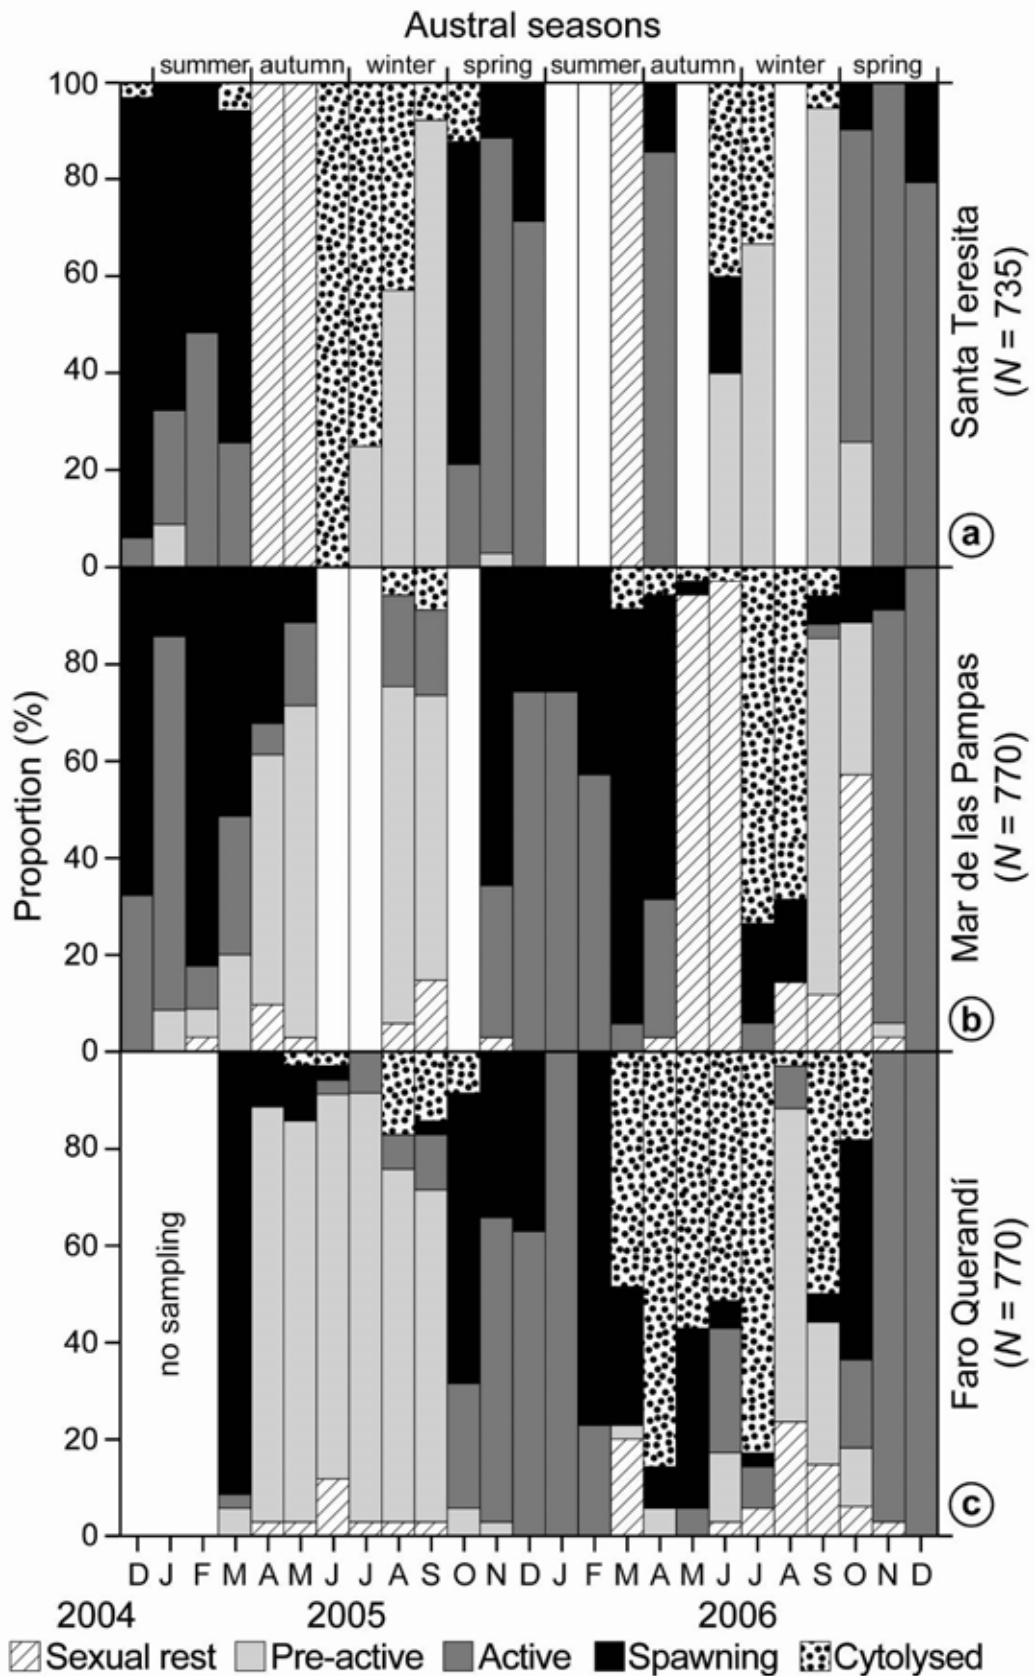 Austral seasons
summer autumn winter spring summer autumn winter spring
100
80
60
40
20
0
Santa Teresita
(N = 735)
a
80
60
40
20
0
Proportion (%)
Mar de las Pampas
(N = 770)
b
80
60
40
20
0
no sampling
Faro Querandí
(N = 770)
c
D J F M A M J J A S O N D J F M A M J J A S O N D
2004 2005 2006
Sexual rest Pre-active Active Spawning Cytolysed